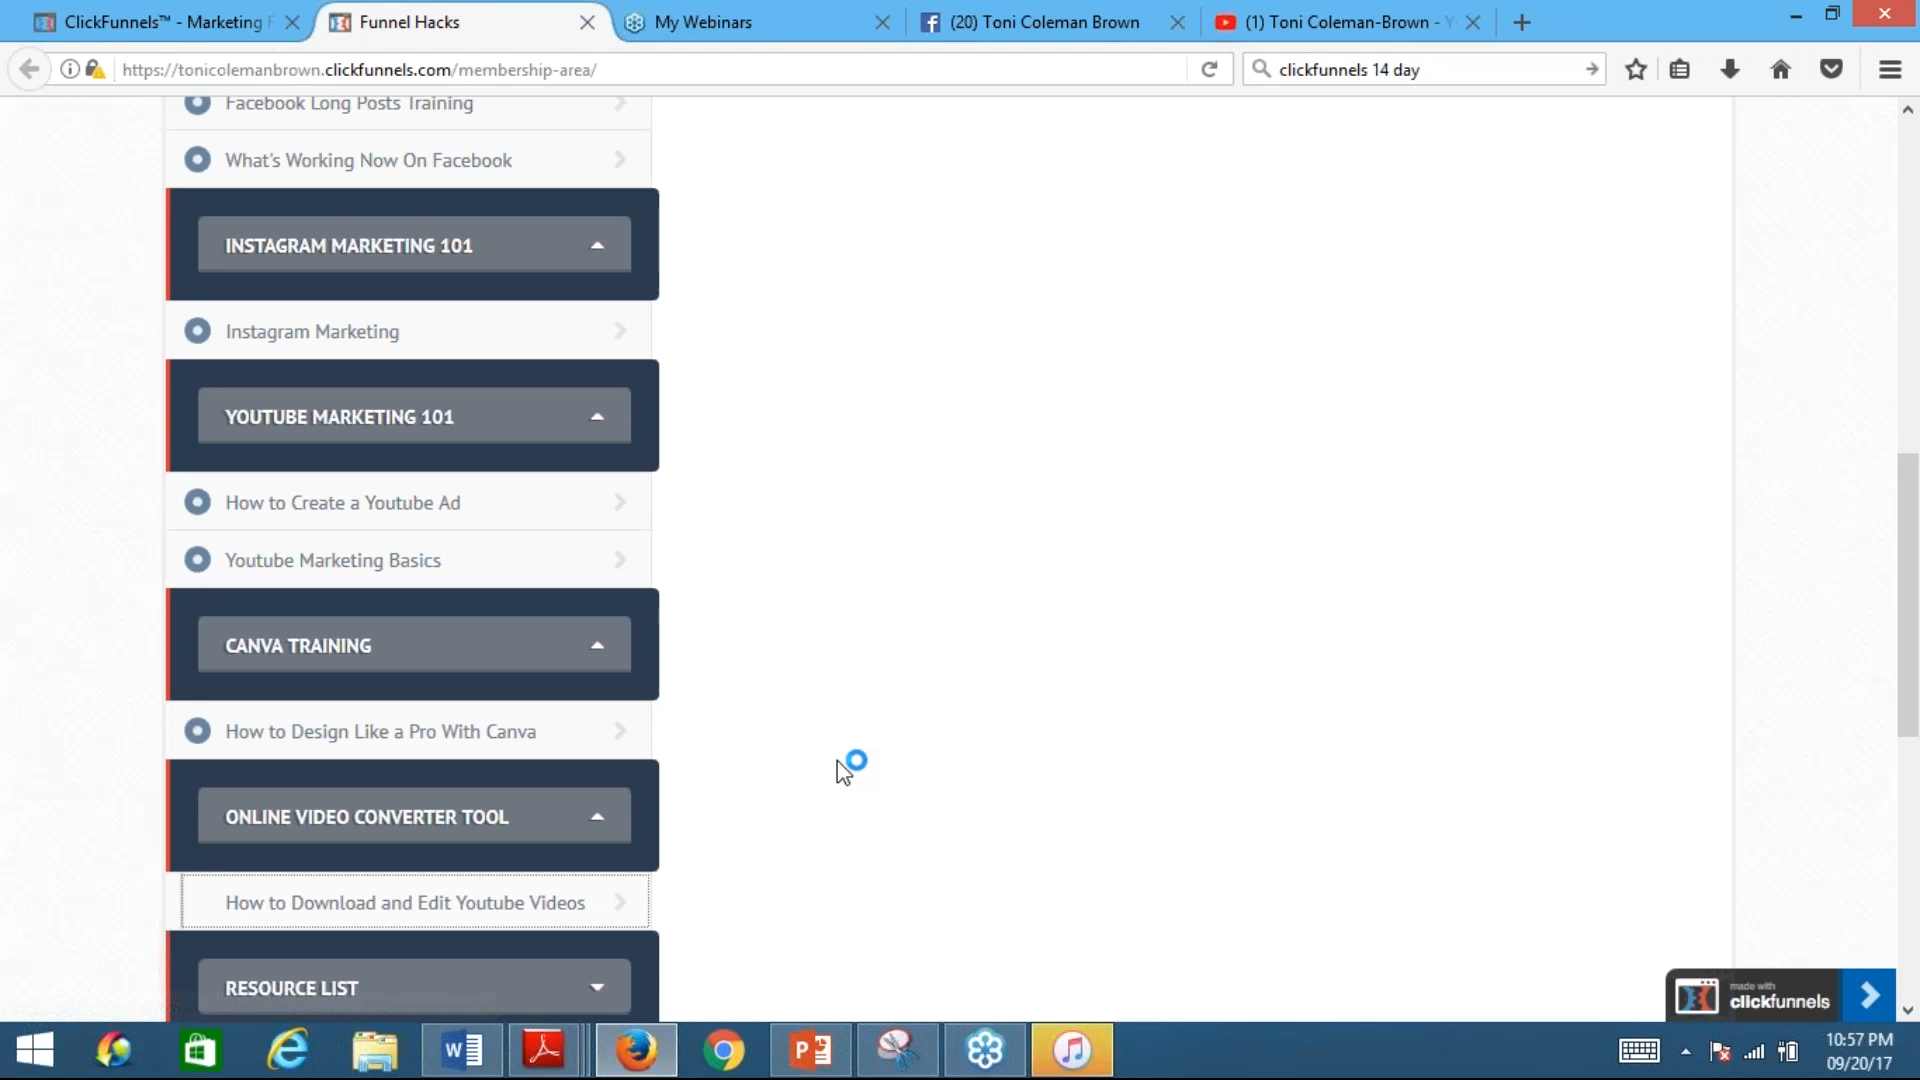 ClickFunnels™ - Marketing F
Funnel Hacks
My Webinars
(20) Toni Coleman Brown
(1) Toni Coleman-Brown - Y
https://tonicolemanbrown.clickfunnels.com/membership-area/
clickfunnels 14 day
Facebook Long Posts Training
What's Working Now On Facebook
INSTAGRAM MARKETING 101
Instagram Marketing
YOUTUBE MARKETING 101
How to Create a Youtube Ad
Youtube Marketing Basics
CANVA TRAINING
How to Design Like a Pro With Canva
ONLINE VIDEO CONVERTER TOOL
How to Download and Edit Youtube Videos
RESOURCE LIST
made with
clickfunnels
10:57 PM
09/20/17